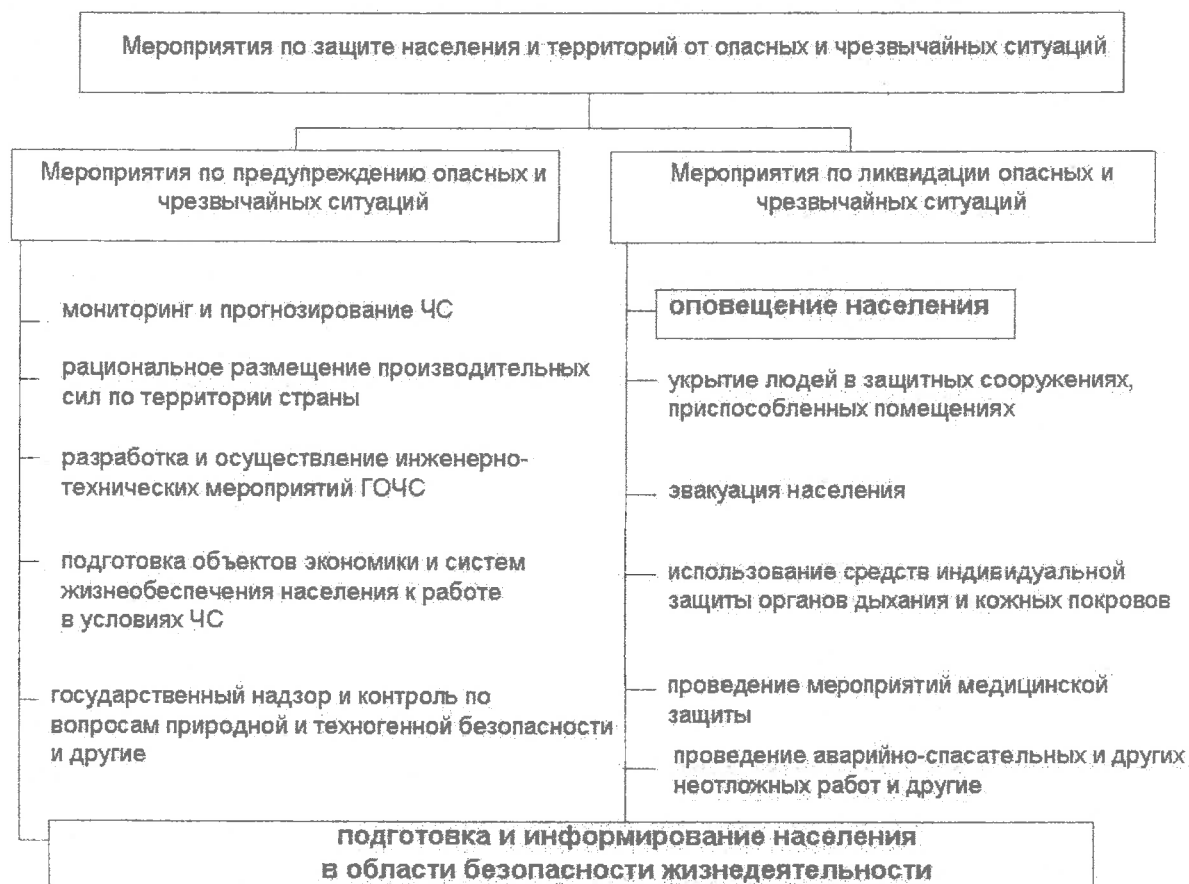 Мероприятия по защите населения и территорий от опасных и чрезвычайных ситуаций
Мероприятия по предупреждению опасных и
чрезвычайных ситуаций
мониторинг и прогнозирование ЧС
рациональное размещение производительных
сил по территории страны
разработка и осуществление инженерно-
технических мероприятий ГОЧС
подготовка объектов экономики и систем
жизнеобеспечения населения к работе
в условиях ЧС
государственный надзор и контроль по
вопросам природной и техногенной безопасности
и другие
Мероприятия по ликвидации опасных и
чрезвычайных ситуаций
оповещение населения
укрытие людей в защитных сооружениях,
приспособленных помещениях
эвакуация населения
использование средств индивидуальной
защиты органов дыхания и кожных покровов
проведение мероприятий медицинской
защиты
проведение аварийно-спасательных и других
неотложных работ и другие
подготовка и информирование населения
в области безопасности жизнедеятельности